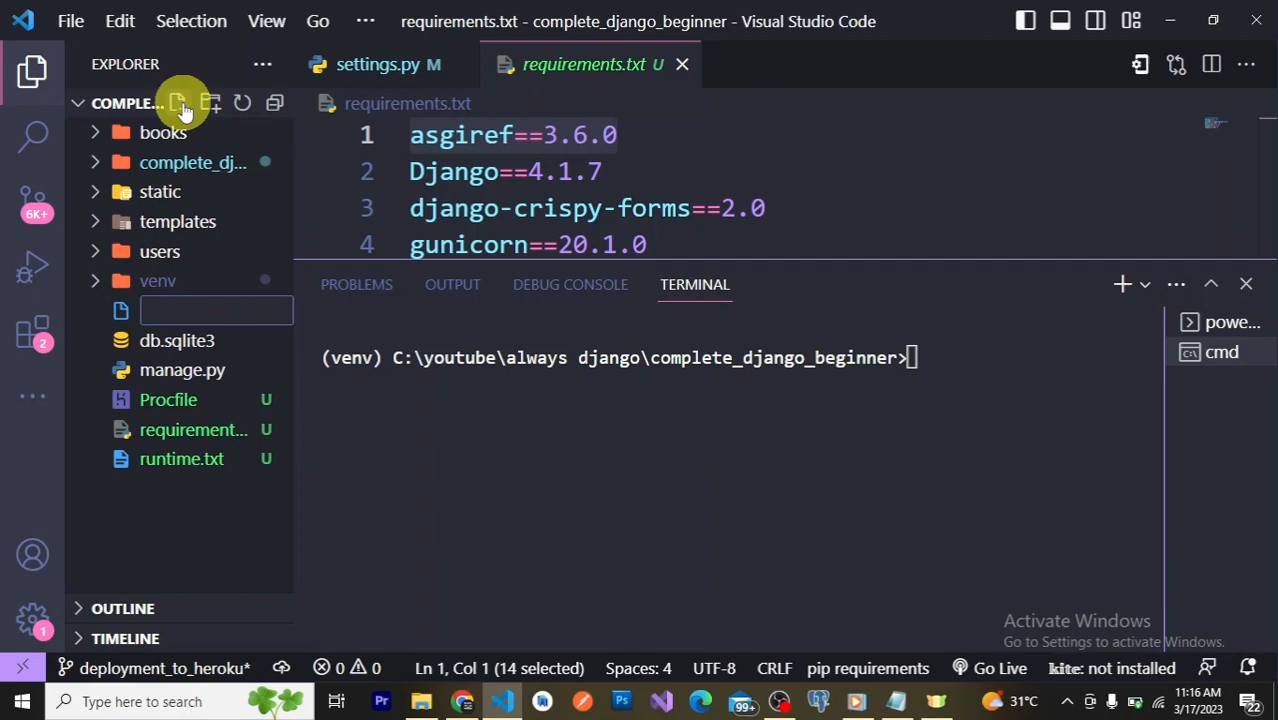 File Edit Selection View Go ··· requirements.txt - complete_django_beginner - Visual Studio Code
EXPLORER ···
settings.py M
requirements.txt U
COMPLE...
requirements.txt
books
complete_dj...
static
templates
users
venv
db.sqlite3
manage.py
Procfile U
requirement... U
runtime.txt U
OUTLINE
TIMELINE
1 asgiref==3.6.0
2 Django==4.1.7
3 django-crispy-forms==2.0
4 gunicorn==20.1.0
PROBLEMS OUTPUT DEBUG CONSOLE TERMINAL
(venv) C:\youtube\always django\complete_django_beginner>
powe...
cmd
6K+
2
1
Activate Windows
Go to Settings to activate Windows.
deployment_to_heroku* 0 0 Ln 1, Col 1 (14 selected) Spaces: 4 UTF-8 CRLF pip requirements Go Live kite: not installed
Type here to search
Pr
Ps
99+
31°C
11:16 AM
3/17/2023
22